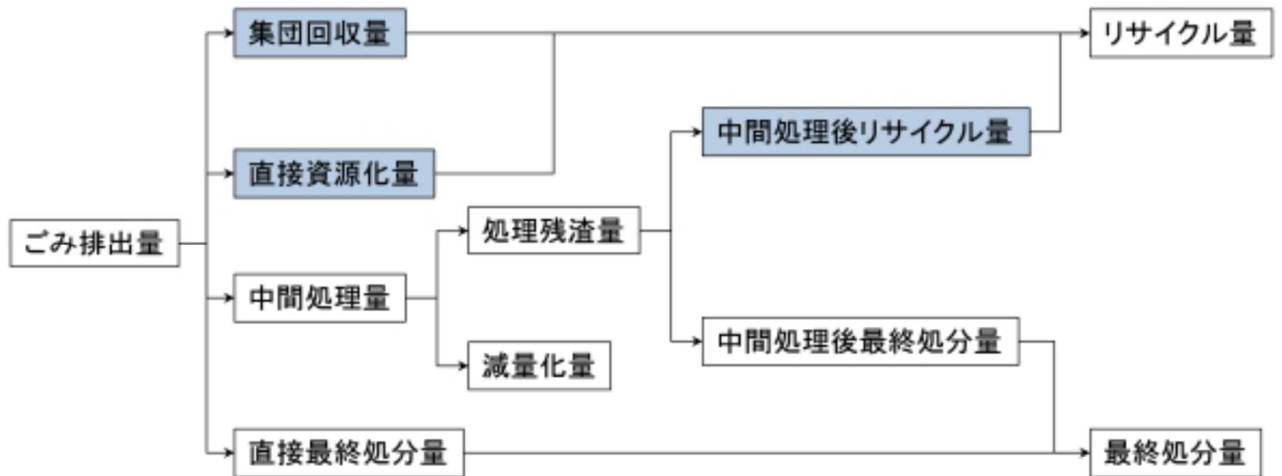 集団回収量
リサイクル量
中間処理後リサイクル量
直接資源化量
処理残渣量
ごみ排出量
中間処理量
中間処理後最終処分量
減量化量
直接最終処分量
最終処分量